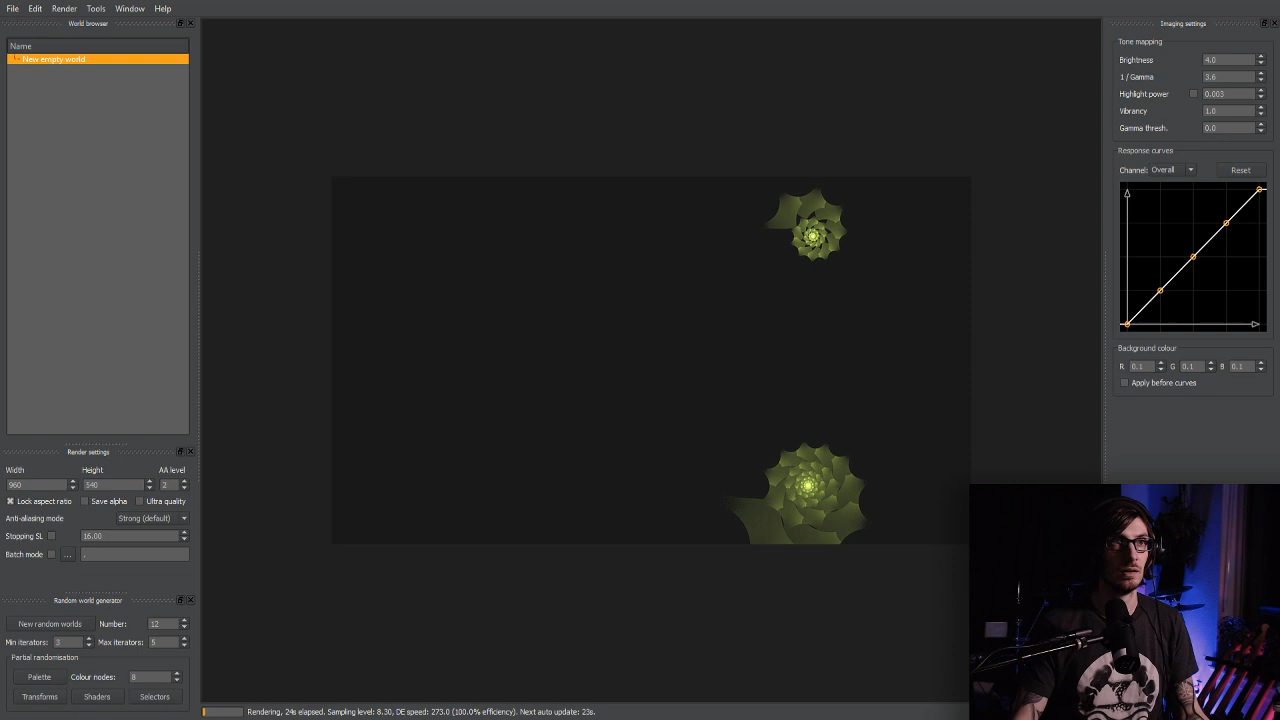 File Edit Render Tools Window Help
World browser
Name
New empty world
Render settings
Width Height AA level
960 540 2
Lock aspect ratio Save alpha Ultra quality
Anti-aliasing mode Strong (default)
Stopping SL 16.00
Batch mode ... .
Random world generator
New random worlds Number: 12
Min iterators: 3 Max iterators: 5
Partial randomisation
Palette Colour nodes: 8
Transforms Shaders Selectors
Rendering, 24s elapsed. Sampling level: 8.30, DE speed: 273.0 (100.0% efficiency). Next auto update: 23s.
Imaging settings
Tone mapping
Brightness 4.0
1 / Gamma 3.6
Highlight power 0.003
Vibrancy 1.0
Gamma thresh. 0.0
Response curves
Channel: Overall Reset
Background colour
R 0.1 G 0.1 B 0.1
Apply before curves